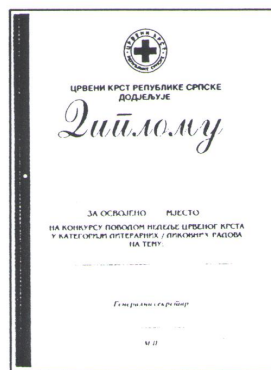 ЦРВЕНИ КРСТ РЕПУБЛИКЕ СРПСКЕ
ДОДЈЕЉУЈЕ
Диплому
ЗА ОСВОЈЕНО МЈЕСТО
НА КОНКУРСУ ПОВОДОМ НЕДЕЉЕ ЦРВЕНОГ КРСТА
У КАТЕГОРИЈИ ЛИТЕРАРНИХ / ЛИКОВНИХ РАДОВА
НА ТЕМУ:
Генерални секретар
М.П.